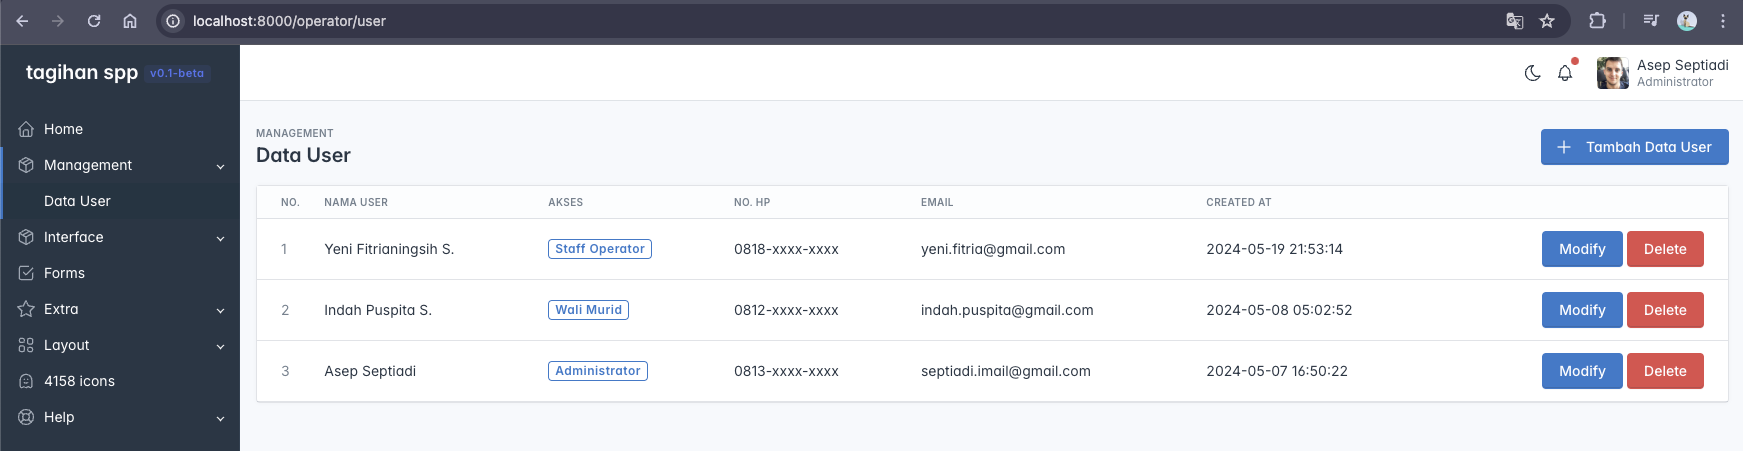 localhost:8000/operator/user
tagihan spp v0.1-beta
Asep Septiadi
Administrator
Home
Management
Data User
Interface
Forms
Extra
Layout
4158 icons
Help
MANAGEMENT
Data User
Tambah Data User
NO. NAMA USER AKSES NO. HP EMAIL CREATED AT
1 Yeni Fitrianingsih S. Staff Operator 0818-xxxx-xxxx yeni.fitria@gmail.com 2024-05-19 21:53:14 Modify Delete
2 Indah Puspita S. Wali Murid 0812-xxxx-xxxx indah.puspita@gmail.com 2024-05-08 05:02:52 Modify Delete
3 Asep Septiadi Administrator 0813-xxxx-xxxx septiadi.imail@gmail.com 2024-05-07 16:50:22 Modify Delete